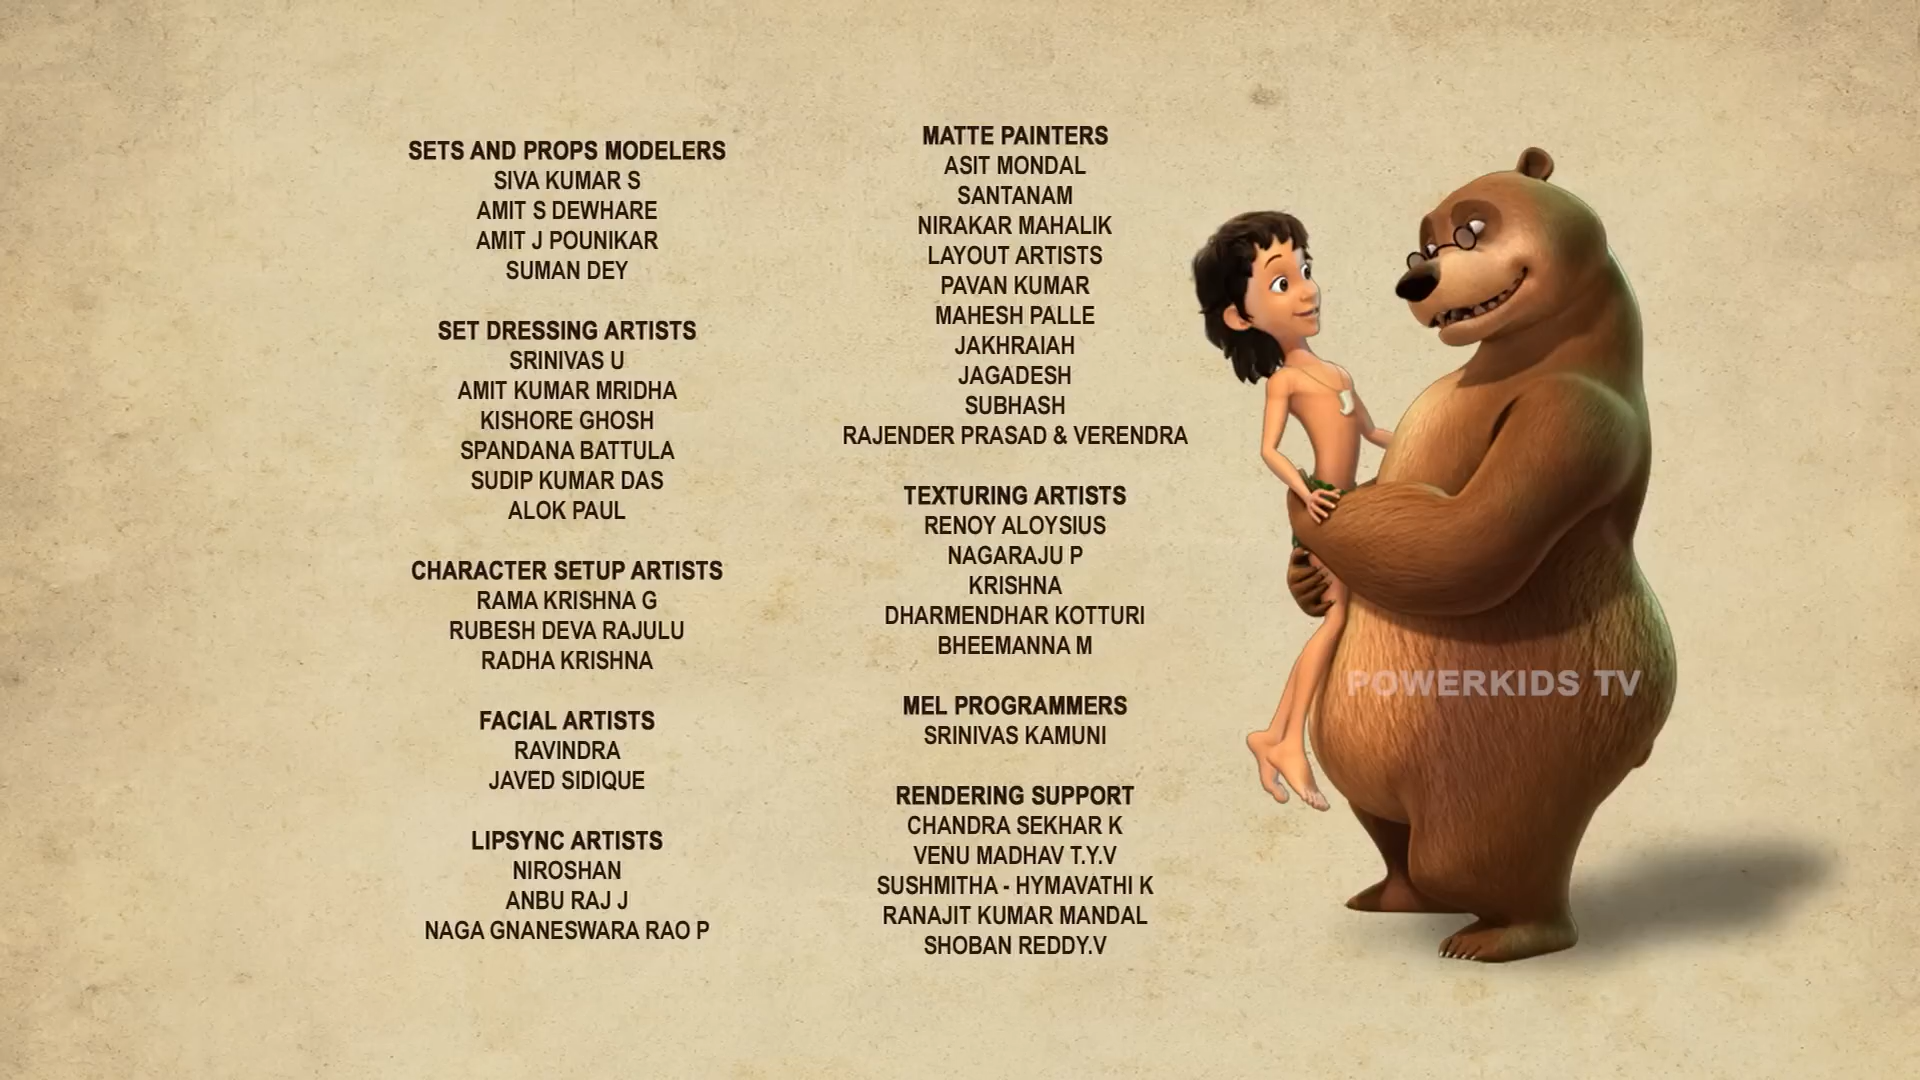 SETS AND PROPS MODELERS
SIVA KUMAR S
AMIT S DEWHARE
AMIT J POUNIKAR
SUMAN DEY
SET DRESSING ARTISTS
SRINIVAS U
AMIT KUMAR MRIDHA
KISHORE GHOSH
SPANDANA BATTULA
SUDIP KUMAR DAS
ALOK PAUL
CHARACTER SETUP ARTISTS
RAMA KRISHNA G
RUBESH DEVA RAJULU
RADHA KRISHNA
FACIAL ARTISTS
RAVINDRA
JAVED SIDIQUE
LIPSYNC ARTISTS
NIROSHAN
ANBU RAJ J
NAGA GNANESWARA RAO P
MATTE PAINTERS
ASIT MONDAL
SANTANAM
NIRAKAR MAHALIK
LAYOUT ARTISTS
PAVAN KUMAR
MAHESH PALLE
JAKHRAIAH
JAGADESH
SUBHASH
RAJENDER PRASAD & VERENDRA
TEXTURING ARTISTS
RENOY ALOYSIUS
NAGARAJU P
KRISHNA
DHARMENDHAR KOTTURI
BHEEMANNA M
MEL PROGRAMMERS
SRINIVAS KAMUNI
RENDERING SUPPORT
CHANDRA SEKHAR K
VENU MADHAV T.Y.V
SUSHMITHA - HYMAVATHI K
RANAJIT KUMAR MANDAL
SHOBAN REDDY.V
POWERKIDS TV